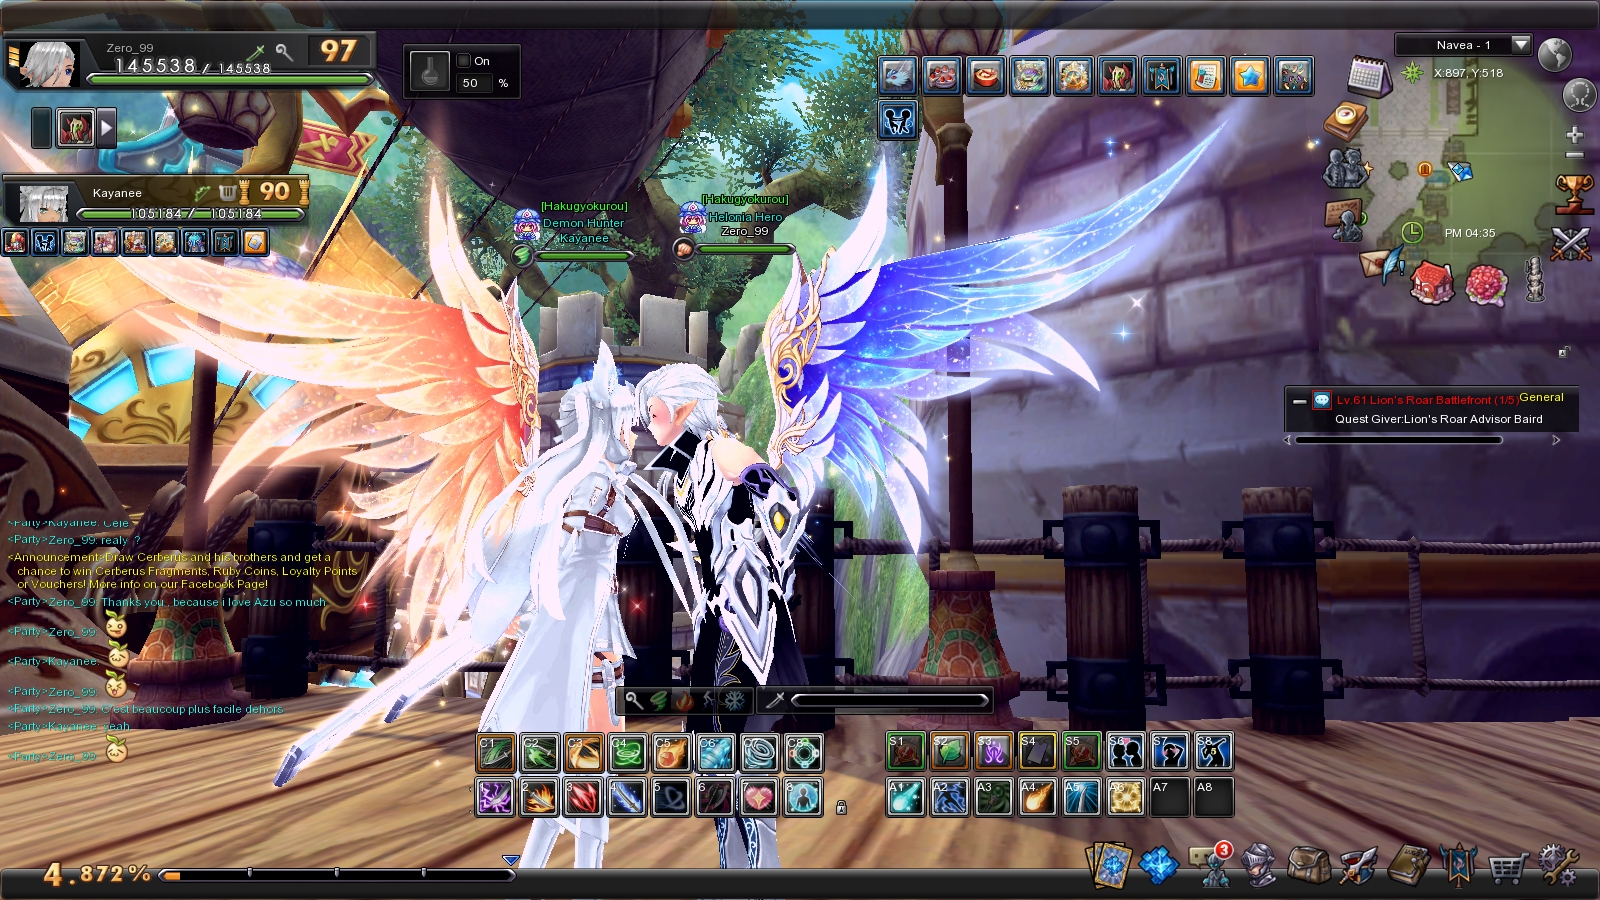 Zero_99
97
145538 / 145538
On
50 %
Navea - 1
X:897, Y:518
Kayanee
90
105184 / 105184
[Hakugyokurou]
Demon Hunter
Kayanee
[Hakugyokurou]
Helonia Hero
Zero_99
PM 04:35
Lv.61 Lion's Roar Battlefront (1/5)
General
Quest Giver:Lion's Roar Advisor Baird
<Party>Kayanee: Cele
<Party>Zero_99: realy ?
<Announcement>Draw Cerberus and his brothers and get a
chance to win Cerberus Fragments, Ruby Coins, Loyalty Points
or Vouchers! More info on our Facebook Page!
<Party>Zero_99: Thanks you.. because i love Azu so much
<Party>Zero_99:
<Party>Kayanee:
<Party>Zero_99:
<Party>Zero_99: C'est beaucoup plus facile dehors
<Party>Kayanee: yeah
<Party>Zero_99:
C1 C2 C3 C4 C5 C6 C7 C8
S1 S2 S3 S4 S5 S6 S7 S8
1 2 3 4 5 6 7 8
A1 A2 A3 A4 A5 A6 A7 A8
3
4.872%